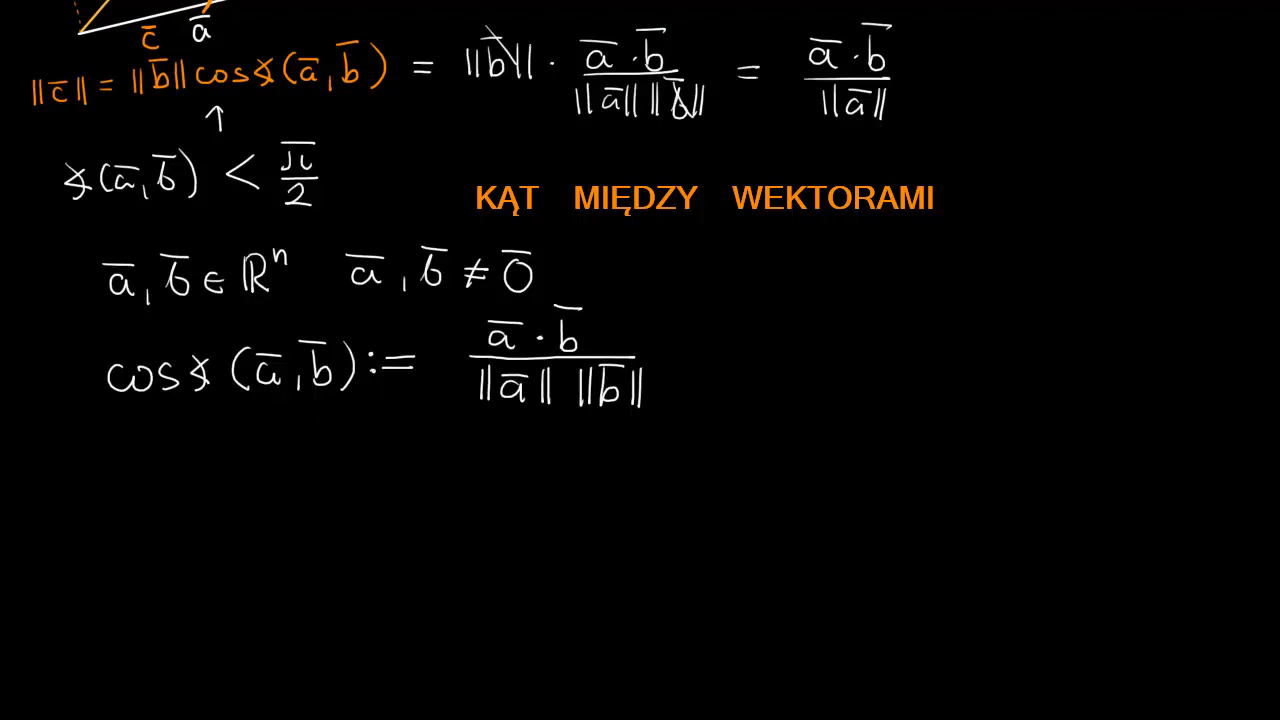 c̄ ā
‖c̄‖ = ‖b̄‖ cos∢(ā, b̄) = ‖b̄‖ · (ā · b̄)/(‖ā‖ ‖b̄‖) = (ā · b̄)/‖ā‖
↑
∢(ā, b̄) < π/2
KĄT MIĘDZY WEKTORAMI
ā, b̄ ∈ ℝⁿ ā, b̄ ≠ 0̄
cos∢(ā, b̄) := (ā · b̄)/(‖ā‖ ‖b̄‖)